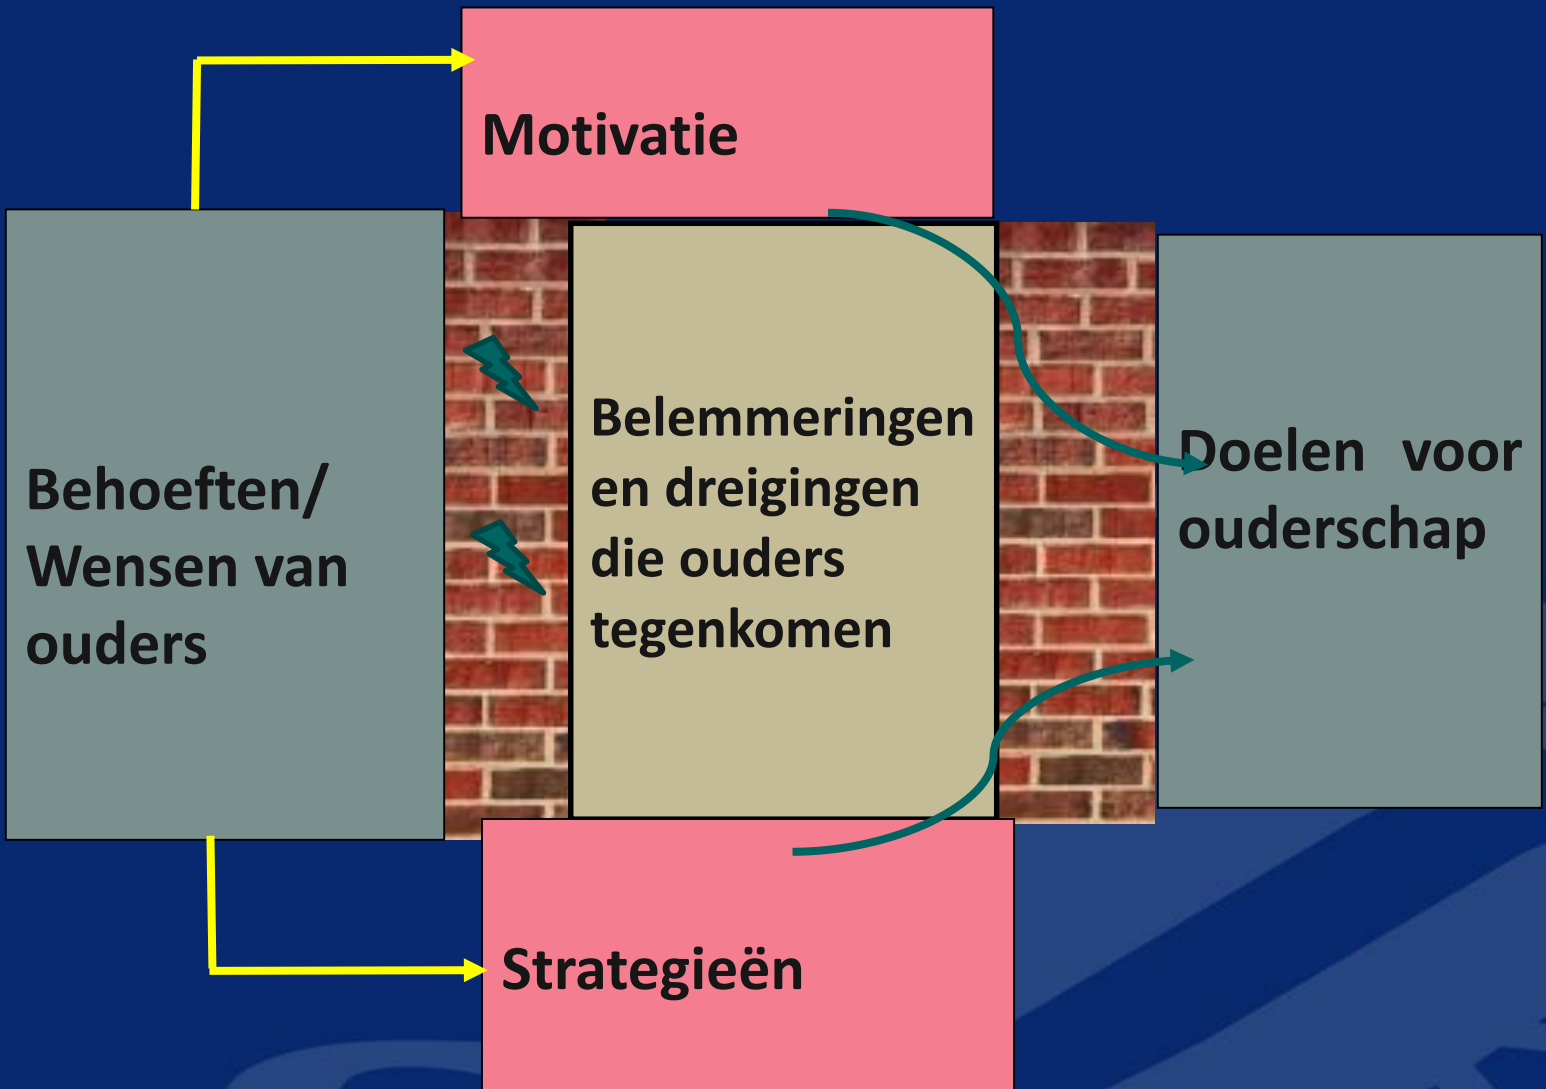 Motivatie
Behoeften/
Wensen van
ouders
Belemmeringen
en dreigingen
die ouders
tegenkomen
Doelen voor
ouderschap
Strategieën